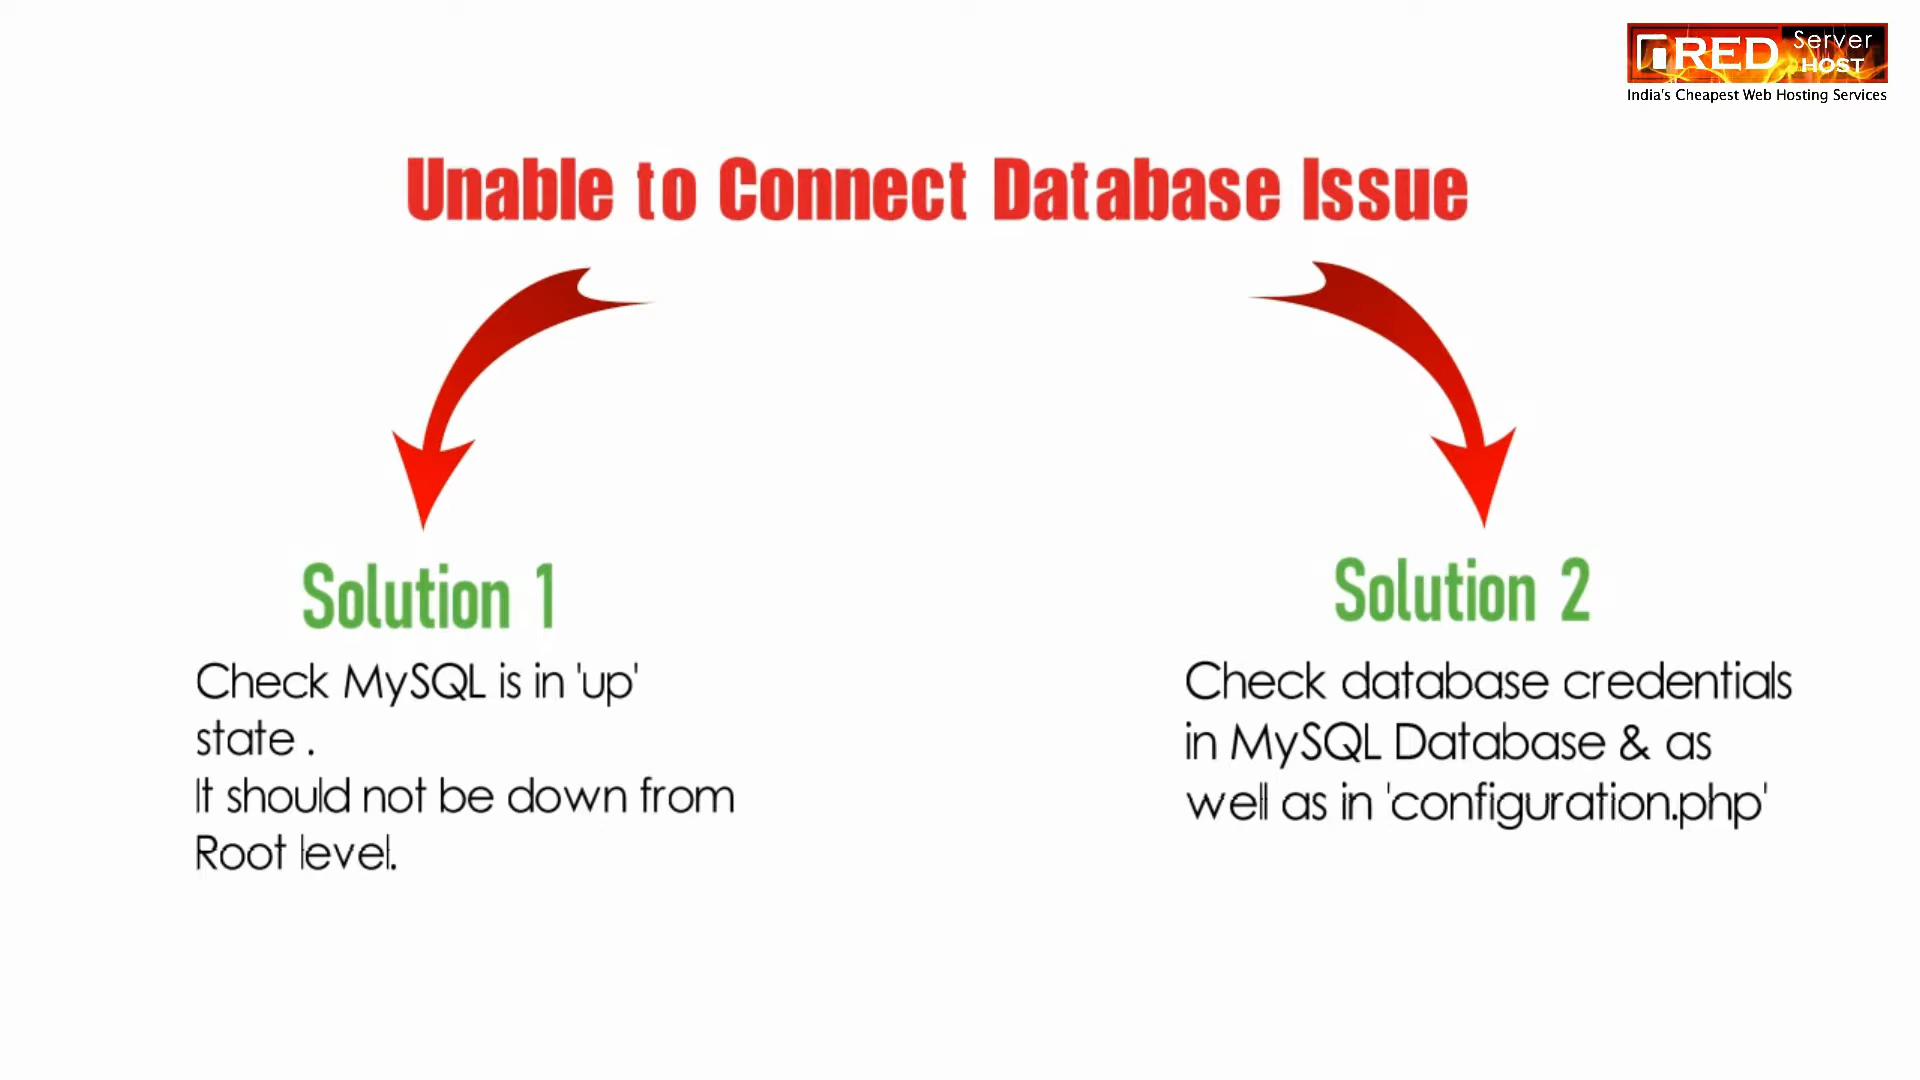 RED Server
HOST
India's Cheapest Web Hosting Services
Unable to Connect Database Issue
Solution 1
Check MySQL is in 'up'
state .
It should not be down from
Root level.
Solution 2
Check database credentials
in MySQL Database & as
well as in 'configuration.php'